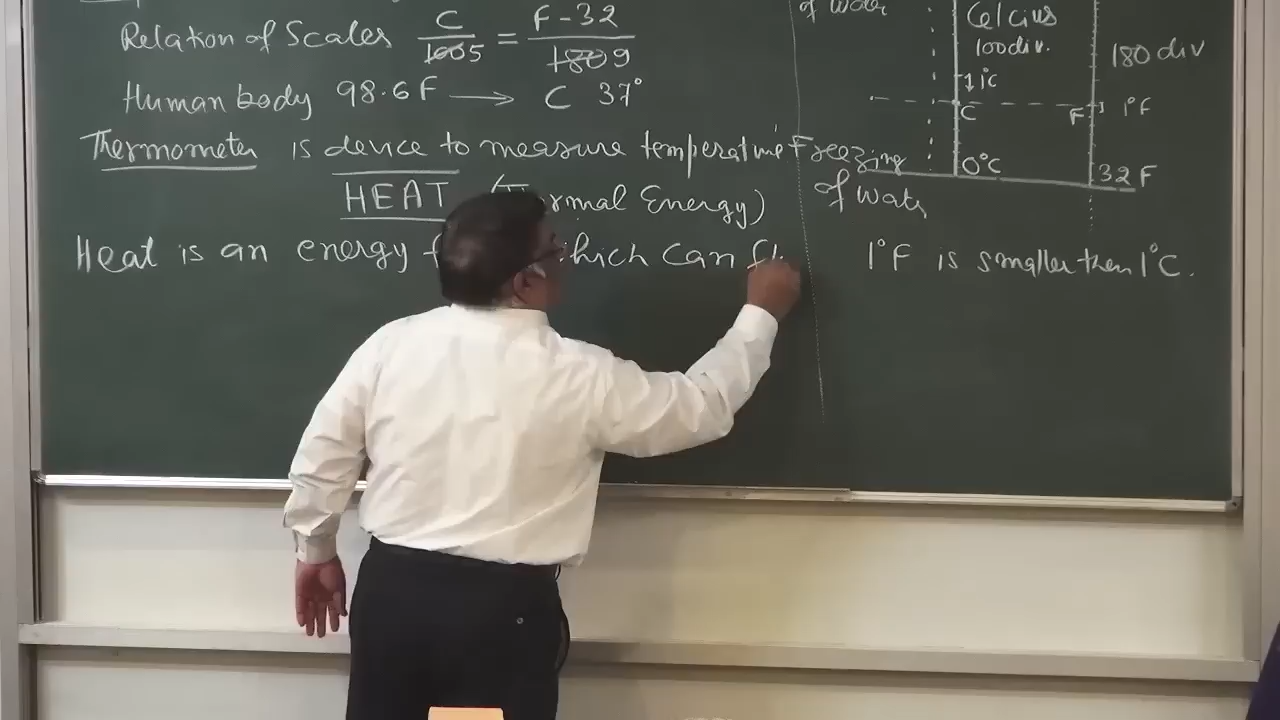 Relation of Scales C/100 5 = F-32/180 9
Human body 98.6 F → C 37°
Thermometer is device to measure temperature
HEAT (Thermal Energy)
Heat is an energy which can
of Water
Celcius
100 div.
180 div
1°C
C
F
1°F
Freezing
of Water
0°C
32 F
1°F is smaller then 1°C.